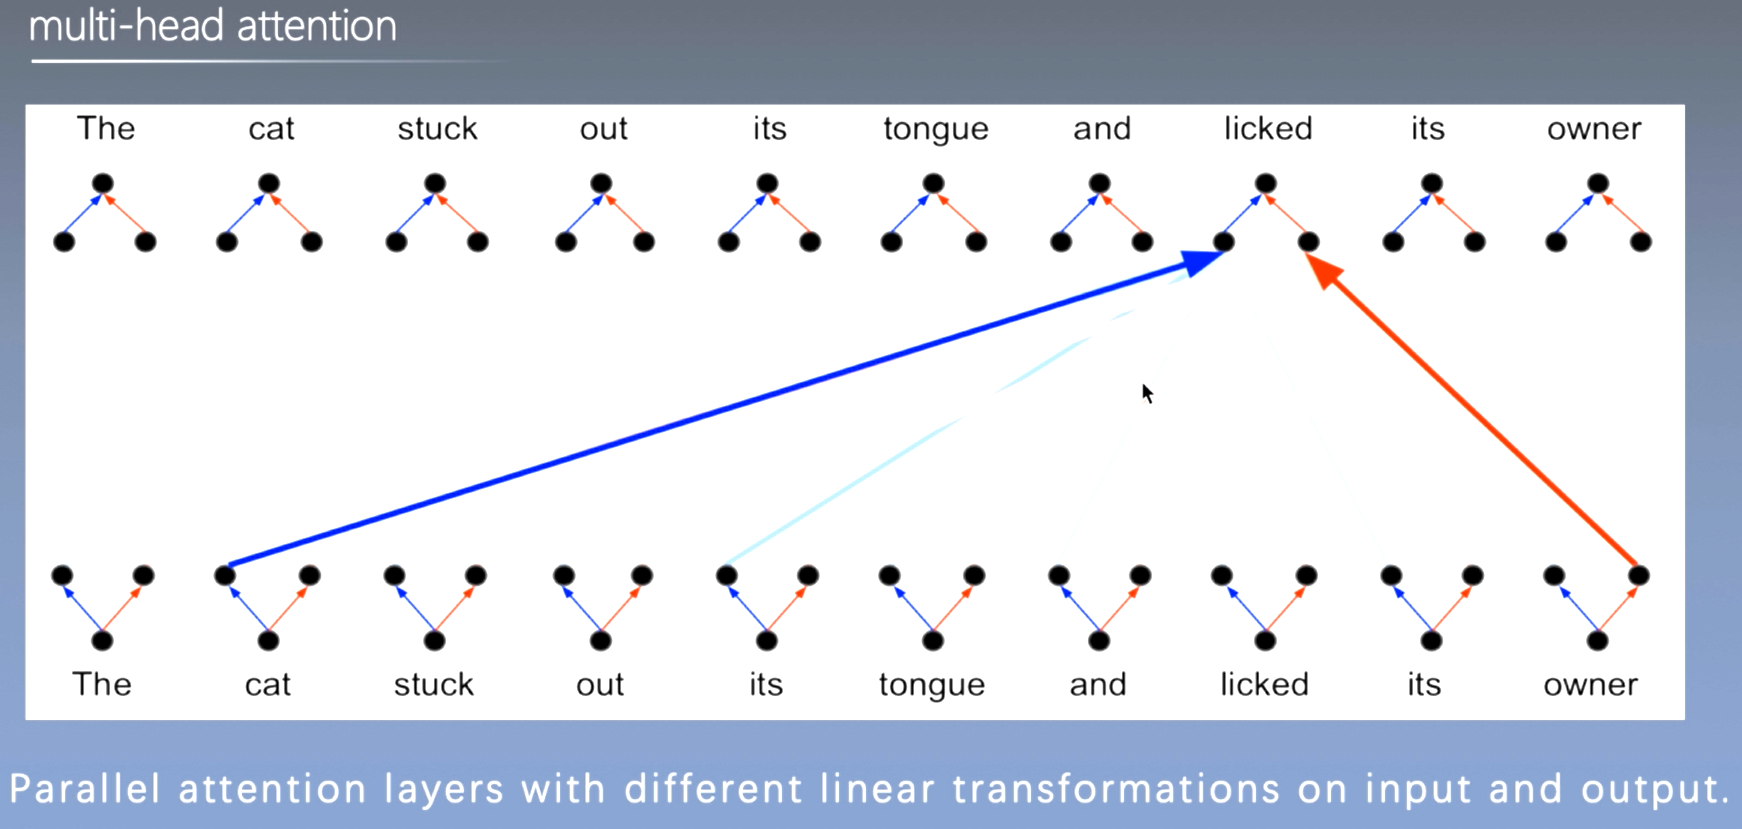 multi-head attention
The cat stuck out its tongue and licked its owner
The cat stuck out its tongue and licked its owner
Parallel attention layers with different linear transformations on input and output.